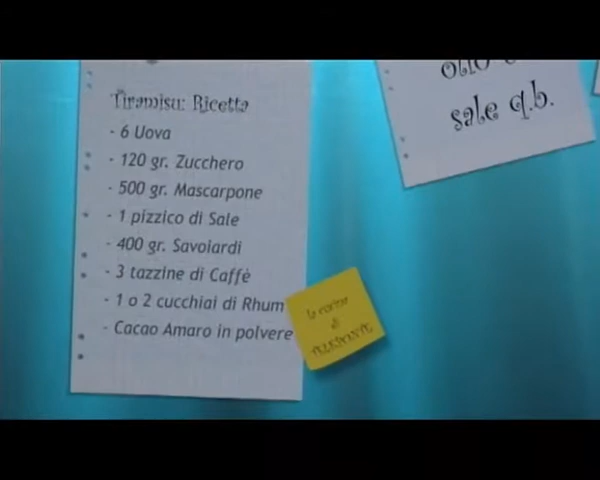 Tiramisu: Ricetta
- 6 Uova
- 120 gr. Zucchero
- 500 gr. Mascarpone
- 1 pizzico di Sale
- 400 gr. Savoiardi
- 3 tazzine di Caffè
- 1 o 2 cucchiai di Rhum
- Cacao Amaro in polvere
sale q.b.
di